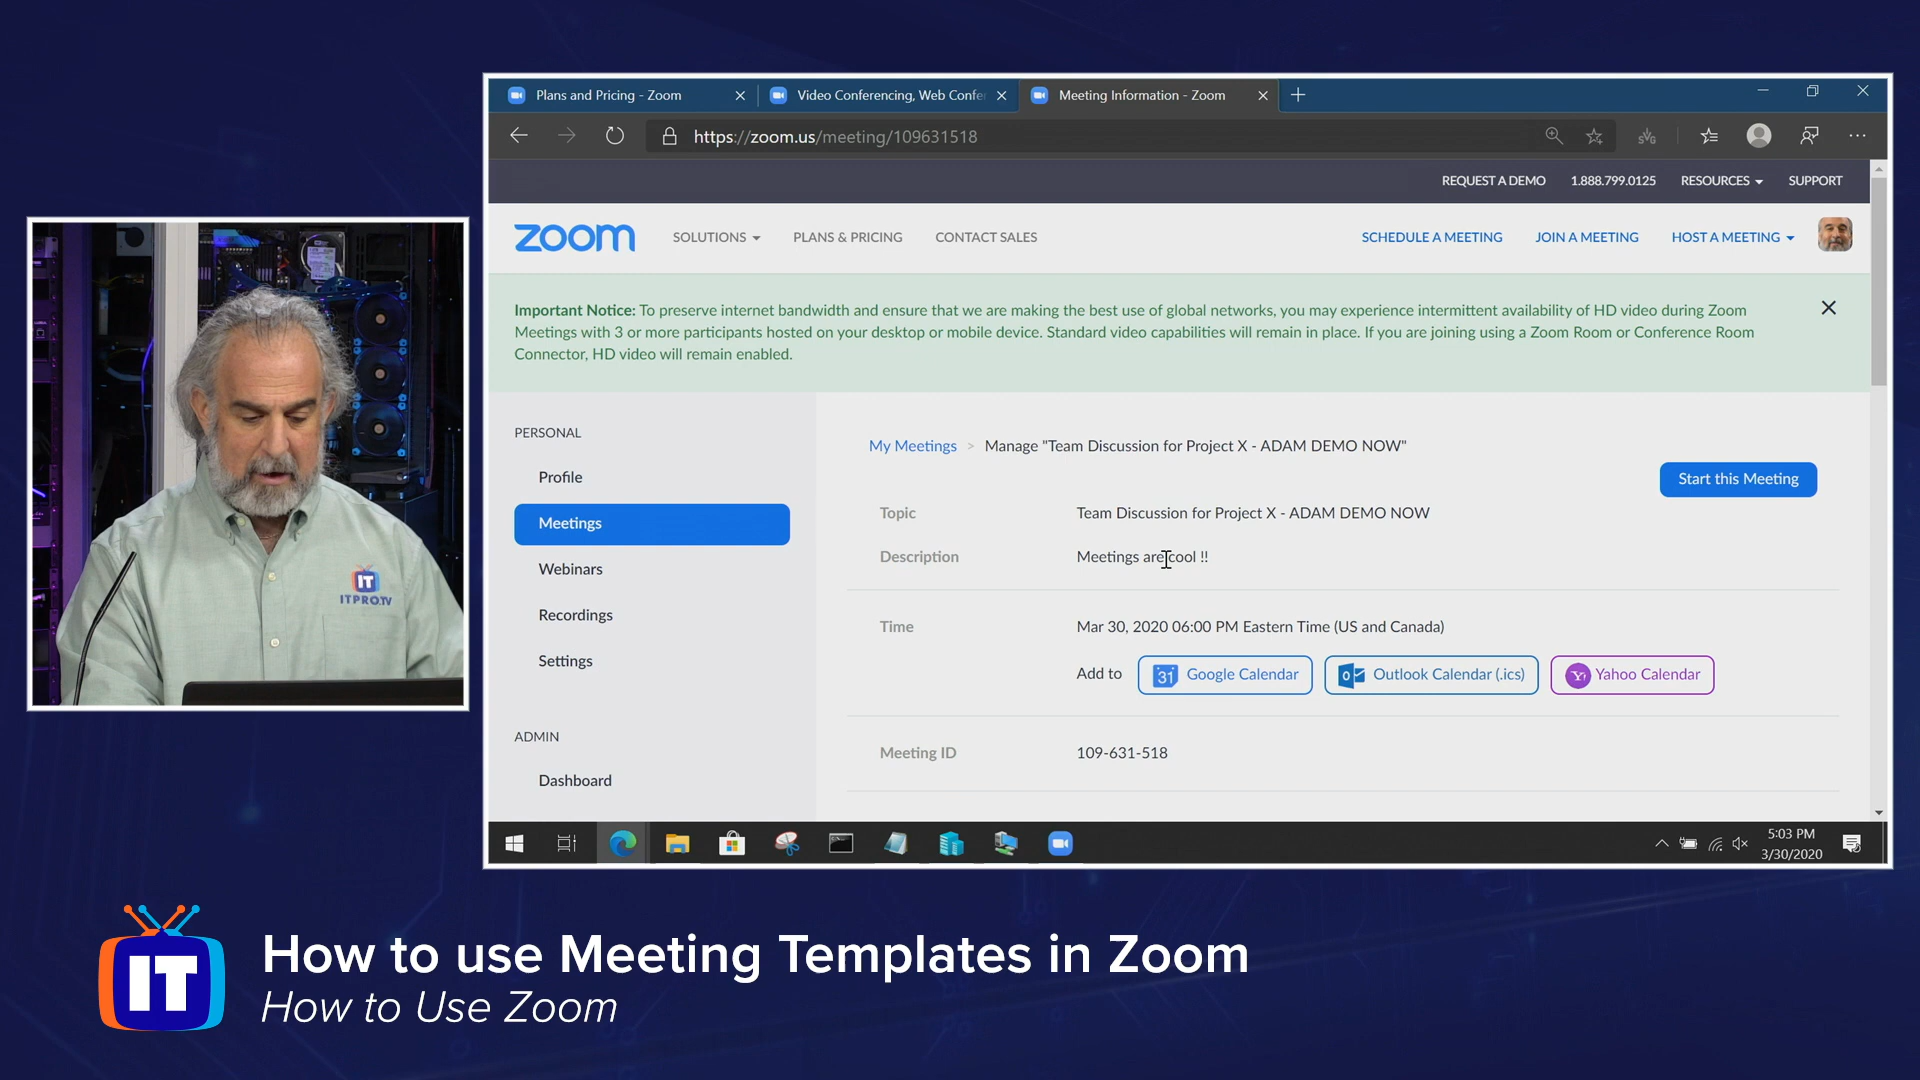 Plans and Pricing - Zoom
Video Conferencing, Web Confe
Meeting Information - Zoom
https://zoom.us/meeting/109631518
REQUEST A DEMO 1.888.799.0125 RESOURCES SUPPORT
zoom SOLUTIONS PLANS & PRICING CONTACT SALES SCHEDULE A MEETING JOIN A MEETING HOST A MEETING
Important Notice: To preserve internet bandwidth and ensure that we are making the best use of global networks, you may experience intermittent availability of HD video during Zoom
Meetings with 3 or more participants hosted on your desktop or mobile device. Standard video capabilities will remain in place. If you are joining using a Zoom Room or Conference Room
Connector, HD video will remain enabled.
PERSONAL
Profile
Meetings
Webinars
Recordings
Settings
ADMIN
Dashboard
My Meetings > Manage "Team Discussion for Project X - ADAM DEMO NOW"
Start this Meeting
Topic Team Discussion for Project X - ADAM DEMO NOW
Description Meetings are cool !!
Time Mar 30, 2020 06:00 PM Eastern Time (US and Canada)
Add to 31 Google Calendar Outlook Calendar (.ics) Yahoo Calendar
Meeting ID 109-631-518
5:03 PM
3/30/2020
IT
ITPRO.TV
IT
How to use Meeting Templates in Zoom
How to Use Zoom